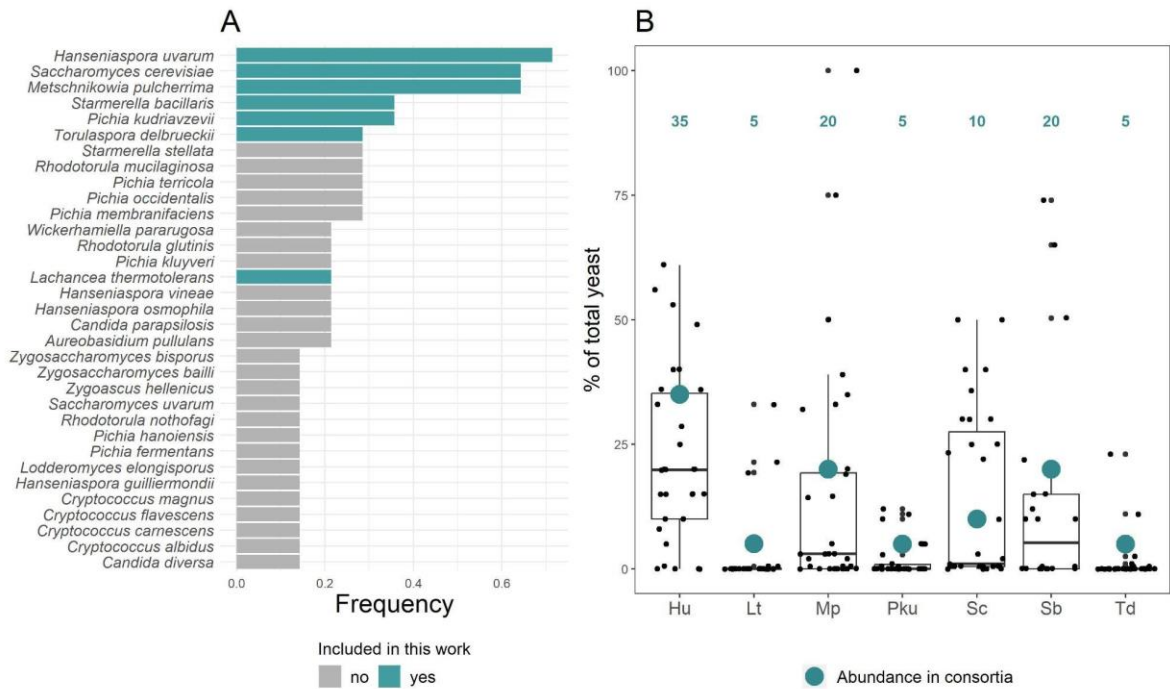 A
Hanseniaspora uvarum
Saccharomyces cerevisiae
Metschnikowia pulcherrima
Starmerella bacillaris
Pichia kudriavzevii
Torulaspora delbrueckii
Starmerella stellata
Rhodotorula mucilaginosa
Pichia terricola
Pichia occidentalis
Pichia membranifaciens
Wickerhamiella pararugosa
Rhodotorula glutinis
Pichia kluyveri
Lachancea thermotolerans
Hanseniaspora vineae
Hanseniaspora osmophila
Candida parapsilosis
Aureobasidium pullulans
Zygosaccharomyces bisporus
Zygosaccharomyces bailli
Zygoascus hellenicus
Saccharomyces uvarum
Rhodotorula nothofagi
Pichia hanoiensis
Pichia fermentans
Lodderomyces elongisporus
Hanseniaspora guilliermondii
Cryptococcus magnus
Cryptococcus flavescens
Cryptococcus carnescens
Cryptococcus albidus
Candida diversa
0.0 0.2 0.4 0.6
Frequency
Included in this work
no yes
B
% of total yeast
100
75
50
25
0
35 5 20 5 10 20 5
Hu Lt Mp Pku Sc Sb Td
Abundance in consortia